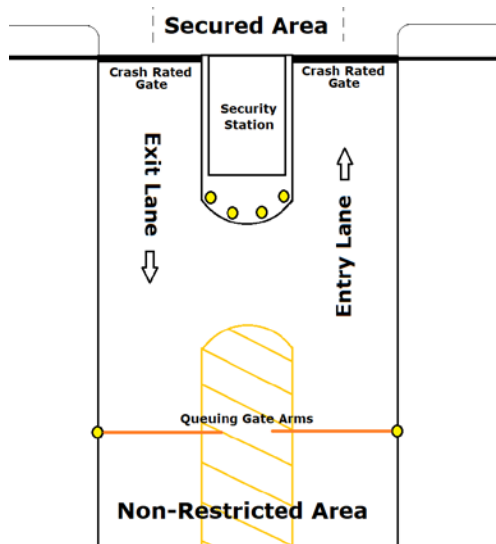 Secured Area
Crash Rated
Gate
Crash Rated
Gate
Security
Station
Exit Lane
Entry Lane
Queuing Gate Arms
Non-Restricted Area